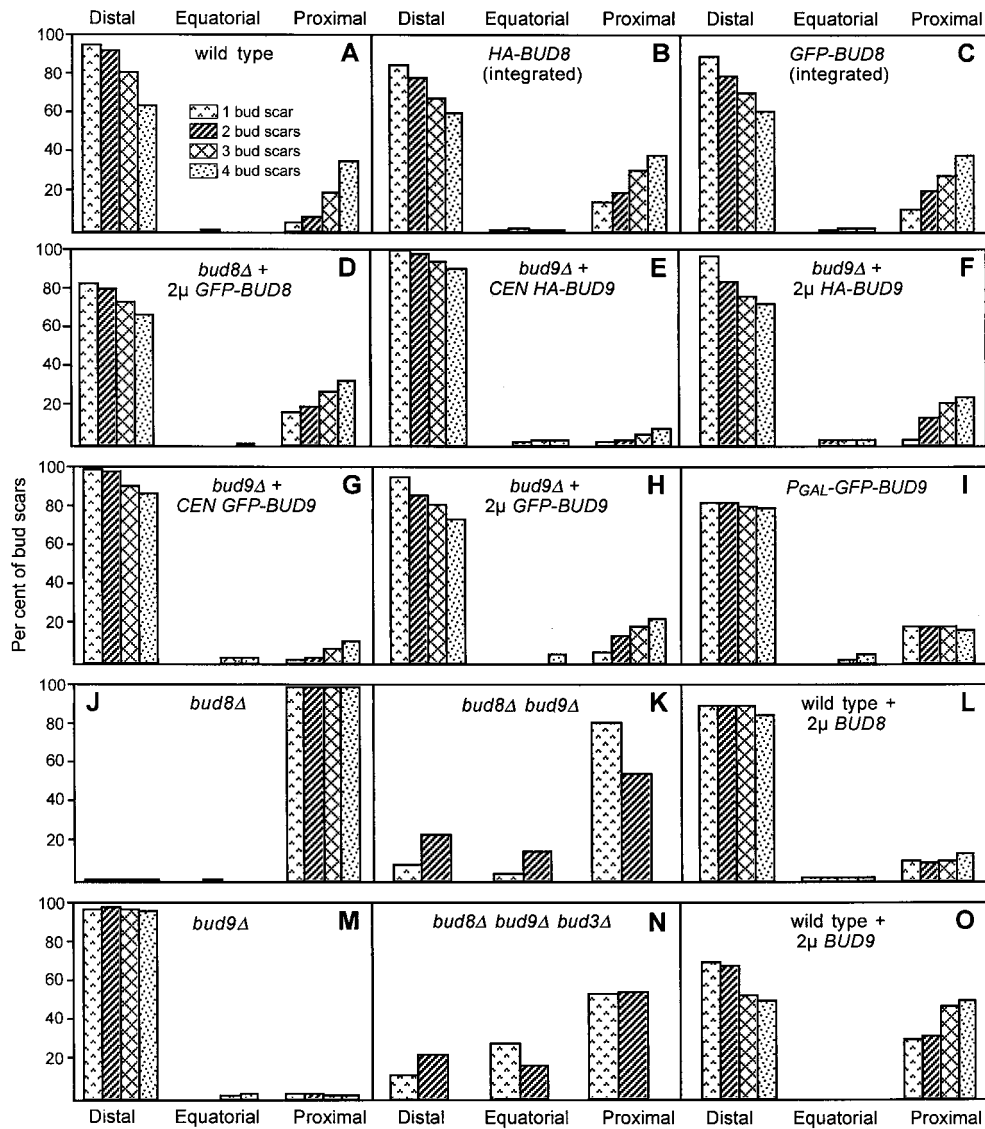 Distal Equatorial Proximal Distal Equatorial Proximal Distal Equatorial Proximal
100
80
60
40
20
wild type A
1 bud scar
2 bud scars
3 bud scars
4 bud scars
HA-BUD8 B
(integrated)
GFP-BUD8 C
(integrated)
80
60
40
20
bud8Δ + D
2µ GFP-BUD8
bud9Δ + E
CEN HA-BUD9
bud9Δ + F
2µ HA-BUD9
Per cent of bud scars
100
80
60
40
20
bud9Δ + G
CEN GFP-BUD9
bud9Δ + H
2µ GFP-BUD9
PGAL-GFP-BUD9 I
80
60
40
20
J bud8Δ
bud8Δ bud9Δ K
wild type + L
2µ BUD8
100
80
60
40
20
bud9Δ M
bud8Δ bud9Δ bud3Δ N
wild type + O
2µ BUD9
Distal Equatorial Proximal Distal Equatorial Proximal Distal Equatorial Proximal